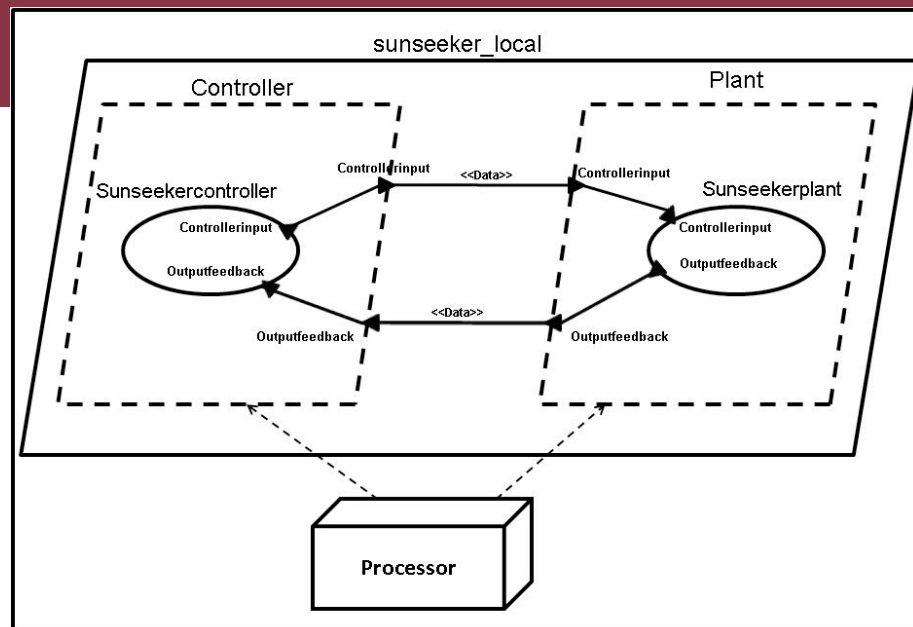 sunseeker_local
Controller
Plant
Controllerinput
<<Data>>
Controllerinput
Sunseekercontroller
Sunseekerplant
Controllerinput
Controllerinput
Outputfeedback
Outputfeedback
<<Data>>
Outputfeedback
Outputfeedback
Processor